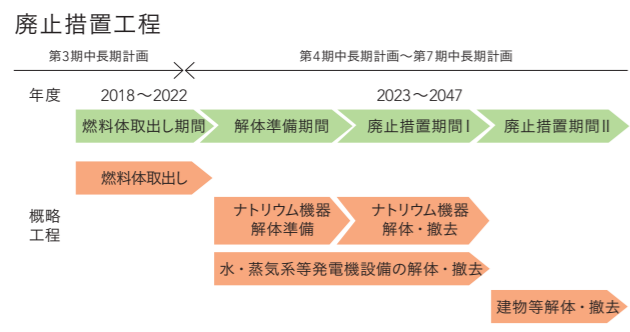 廃止措置工程
第3期中長期計画
第4期中長期計画～第7期中長期計画
年度
2018～2022
2023～2047
燃料体取出し期間
解体準備期間
廃止措置期間Ⅰ
廃止措置期間Ⅱ
概略
工程
燃料体取出し
ナトリウム機器
解体準備
ナトリウム機器
解体・撤去
水・蒸気系等発電機設備の解体・撤去
建物等解体・撤去